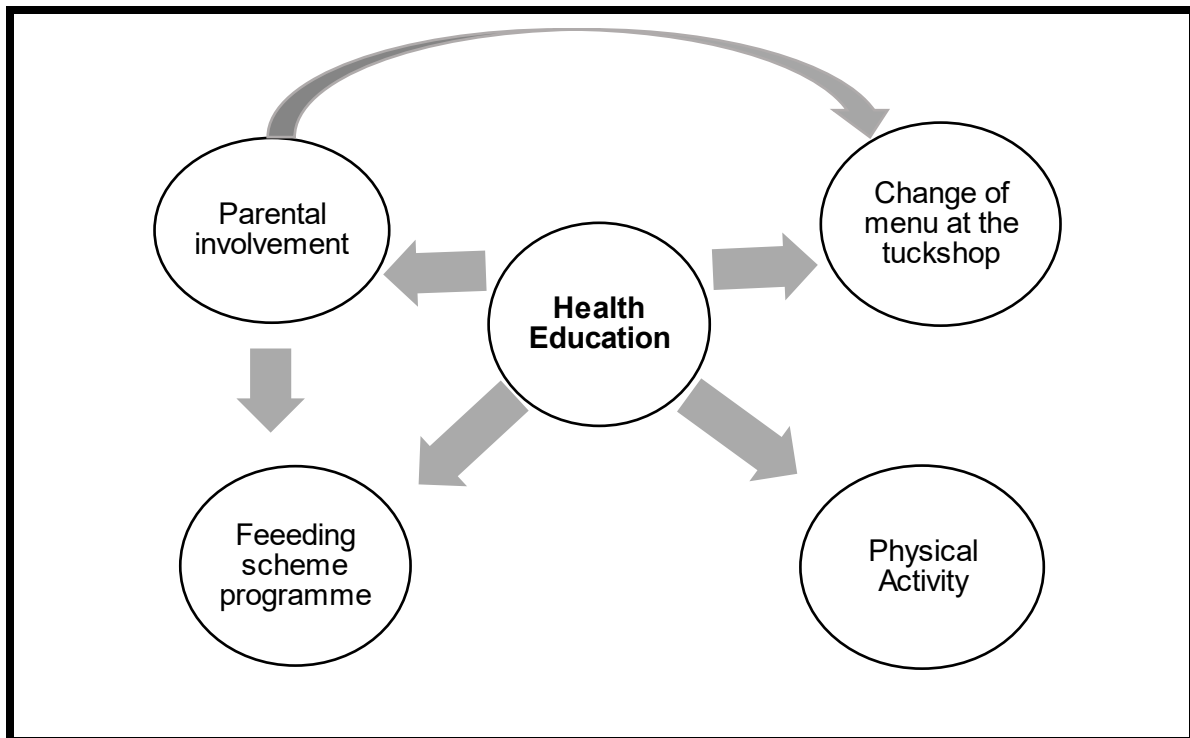 Parental
involvement
Change of
menu at the
tuckshop
Health
Education
Feeeding
scheme
programme
Physical
Activity